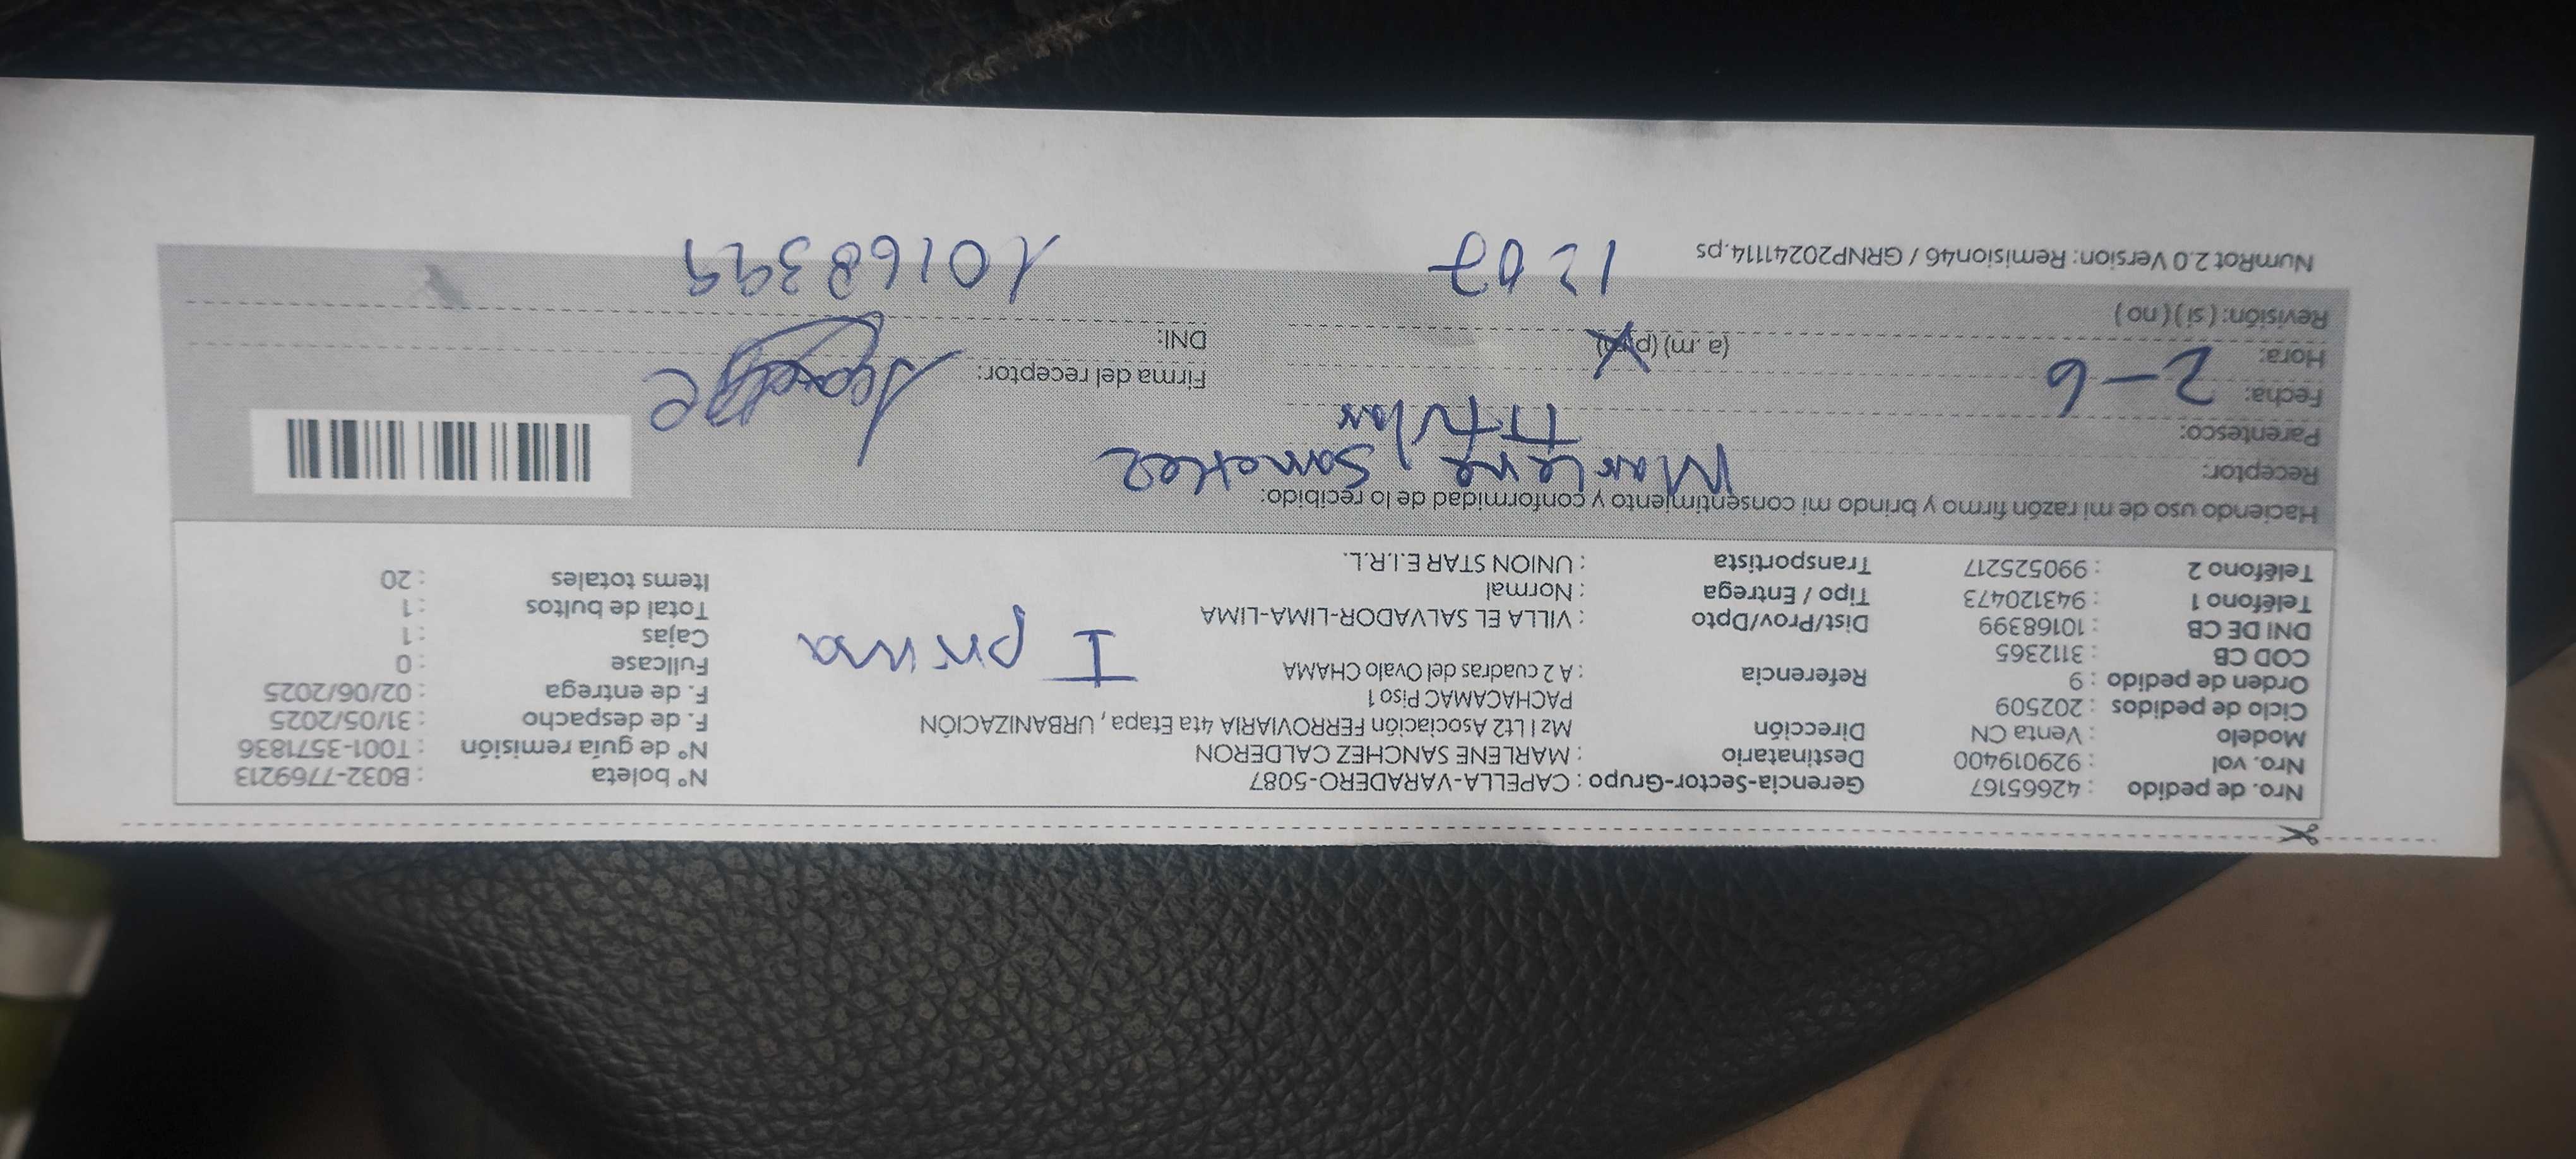 Nro. de pedido : 42665167 Gerencia-Sector-Grupo : CAPELLA-VARADERO-5087 N° boleta : B032-7769213
Nro. vol : 929019400 Destinatario : MARLENE SANCHEZ CALDERON N° de guía remisión : T001-3571836
Modelo : Venta CN Dirección Mz I Lt2 Asociación FERROVIARIA 4ta Etapa , URBANIZACIÓN F. de despacho : 31/05/2025
Ciclo de pedidos : 202509 PACHACAMAC Piso 1 F. de entrega : 02/06/2025
Orden de pedido : 9 Referencia : A 2 cuadras del Ovalo CHAMA Fullcase : 0
COD CB : 3112365 I prima Cajas : 1
DNI DE CB : 10168399 Dist/Prov/Dpto : VILLA EL SALVADOR-LIMA-LIMA Total de bultos : 1
Teléfono 1 : 943120473 Tipo / Entrega : Normal Items totales : 20
Teléfono 2 : 990525217 Transportista : UNION STAR E.I.R.L.
Haciendo uso de mi razón firmo y brindo mi consentimiento y conformidad de lo recibido:
Receptor: Marlene Sanchez
Parentesco: Titular
Fecha: 2-6 Firma del receptor:
Hora: (a .m) (p.m) DNI:
Revisión: ( si ) ( no )
1207 10168399
NumRot 2.0 Version: Remision46 / GRNP20241114.ps